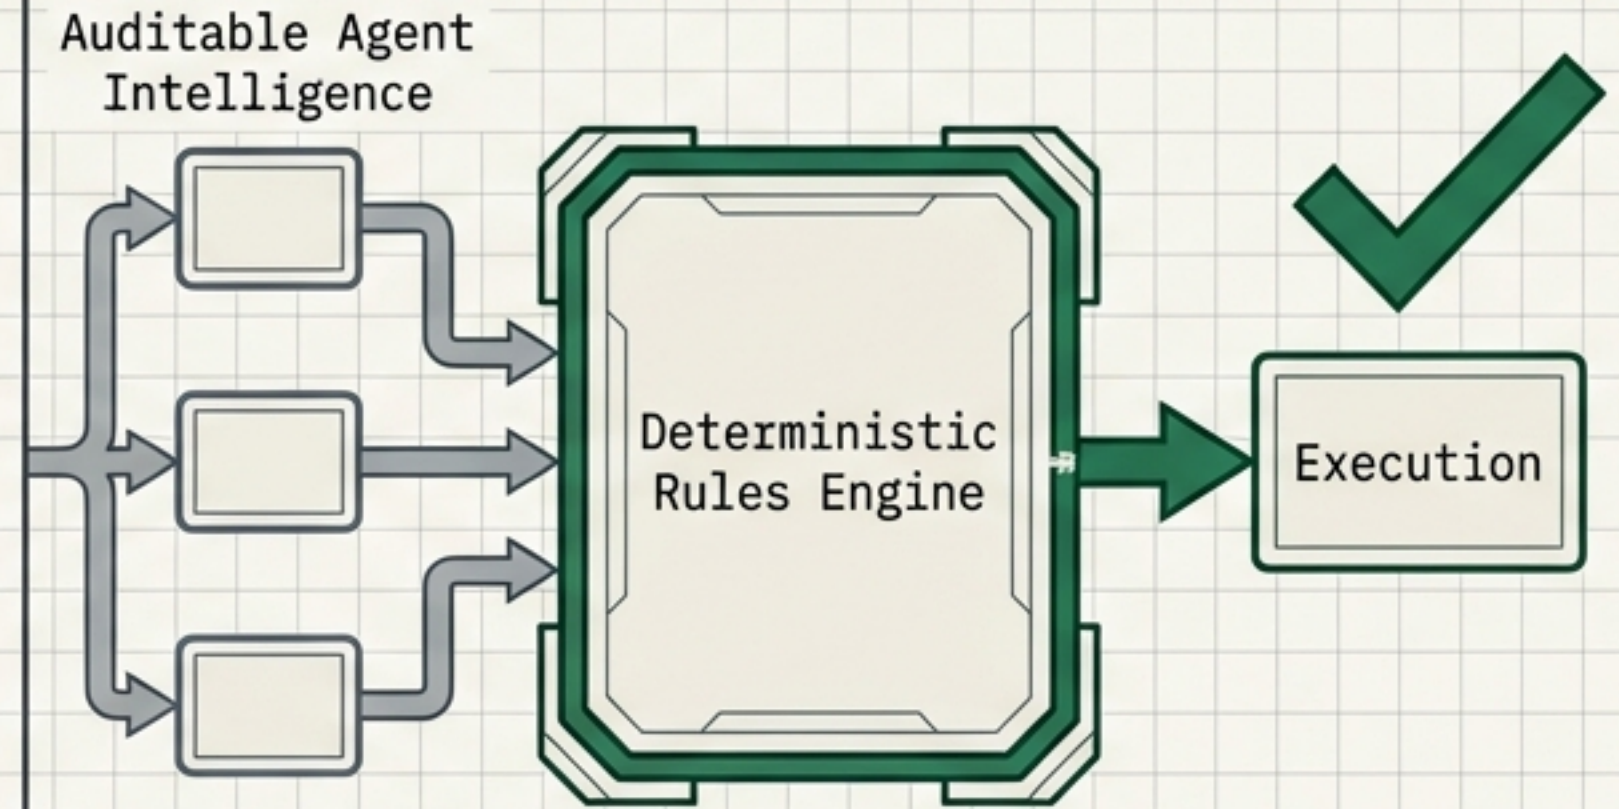 Auditable Agent
Intelligence
Deterministic
Rules Engine
Execution